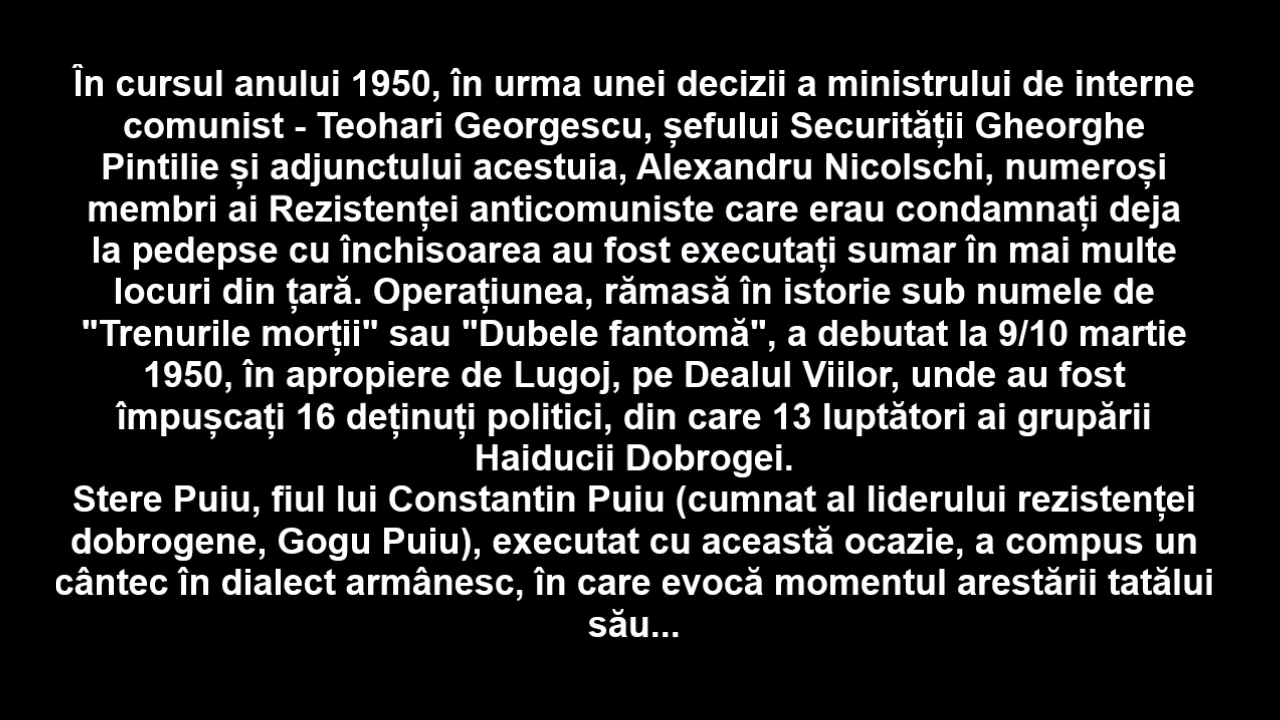 În cursul anului 1950, în urma unei decizii a ministrului de interne
comunist - Teohari Georgescu, șefului Securității Gheorghe
Pintilie și adjunctului acestuia, Alexandru Nicolschi, numeroși
membri ai Rezistenței anticomuniste care erau condamnați deja
la pedepse cu închisoarea au fost executați sumar în mai multe
locuri din țară. Operațiunea, rămasă în istorie sub numele de
"Trenurile morții" sau "Dubele fantomă", a debutat la 9/10 martie
1950, în apropiere de Lugoj, pe Dealul Viilor, unde au fost
împușcați 16 deținuți politici, din care 13 luptători ai grupării
Haiducii Dobrogei.
Stere Puiu, fiul lui Constantin Puiu (cumnat al liderului rezistenței
dobrogene, Gogu Puiu), executat cu această ocazie, a compus un
cântec în dialect armânesc, în care evocă momentul arestării tatălui
său...